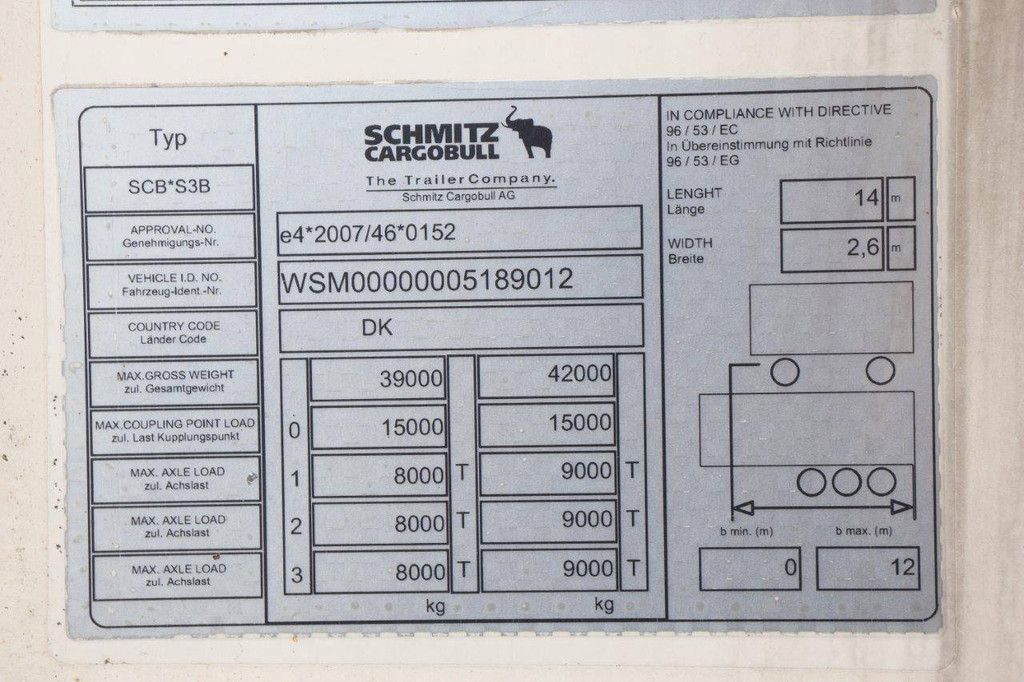 Typ
SCB*S3B
APPROVAL-NO.
Genehmigungs-Nr.
VEHICLE I.D. NO.
Fahrzeug-Ident.-Nr.
COUNTRY CODE
Länder Code
MAX.GROSS WEIGHT
zul. Gesamtgewicht
MAX.COUPLING POINT LOAD
zul. Last Kupplungspunkt
MAX. AXLE LOAD
zul. Achslast
MAX. AXLE LOAD
zul. Achslast
MAX. AXLE LOAD
zul. Achslast
SCHMITZ
CARGOBULL
The TrailerCompany.
Schmitz Cargobull AG
e4*2007/46*0152
WSM00000005189012
DK
39000 42000
0 15000 15000
1 8000 T 9000 T
2 8000 T 9000 T
3 8000 T 9000 T
kg kg
IN COMPLIANCE WITH DIRECTIVE
96 / 53 / EC
In Übereinstimmung mit Richtlinie
96 / 53 / EG
LENGHT
Länge
14 m
WIDTH
Breite
2,6 m
b min. (m) b max. (m)
0 12